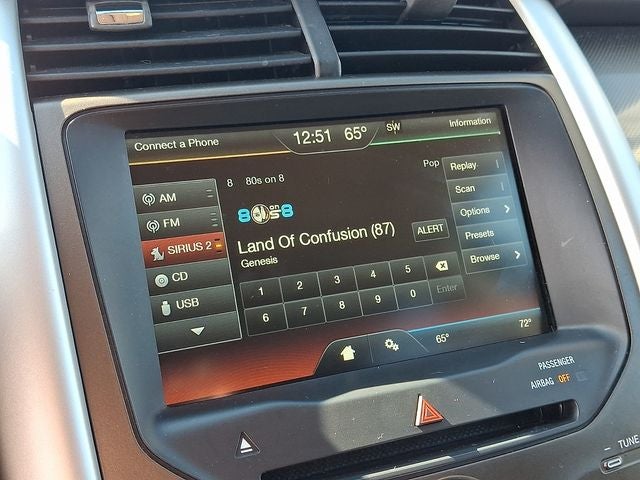 Connect a Phone 12:51 65° SW Information
8 80s on 8 Pop
8 on 8
AM
FM
SIRIUS 2
CD
USB
Land Of Confusion (87) ALERT
Genesis
1 2 3 4 5
6 7 8 9 0 Enter
Replay
Scan
Options >
Presets
Browse >
65° 72°
PASSENGER
AIRBAG OFF
- TUNE